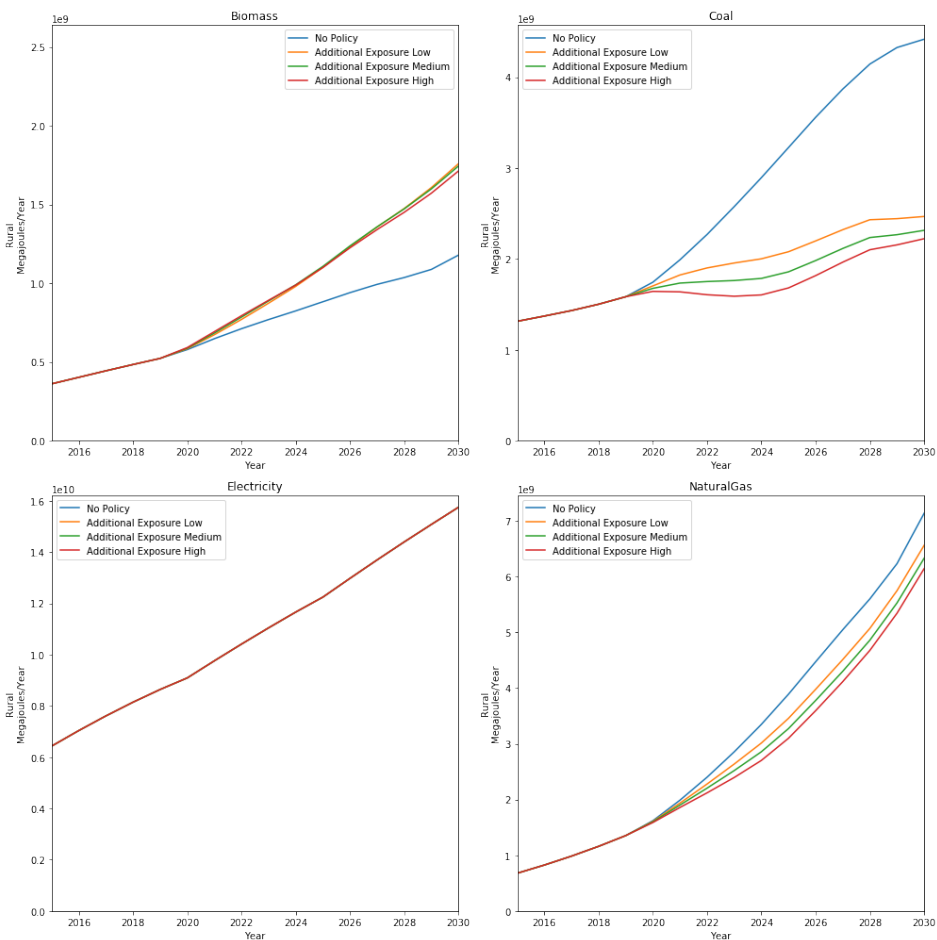 Biomass
1e9
No Policy
Additional Exposure Low
Additional Exposure Medium
Additional Exposure High
2.5
2.0
1.5
1.0
0.5
0.0
Rural
Megajoules/Year
2016 2018 2020 2022 2024 2026 2028 2030
Year
Coal
1e9
No Policy
Additional Exposure Low
Additional Exposure Medium
Additional Exposure High
4
3
2
1
0
Rural
Megajoules/Year
2016 2018 2020 2022 2024 2026 2028 2030
Year
Electricity
1e10
No Policy
Additional Exposure Low
Additional Exposure Medium
Additional Exposure High
1.6
1.4
1.2
1.0
0.8
0.6
0.4
0.2
0.0
Rural
Megajoules/Year
2016 2018 2020 2022 2024 2026 2028 2030
Year
NaturalGas
1e9
No Policy
Additional Exposure Low
Additional Exposure Medium
Additional Exposure High
7
6
5
4
3
2
1
0
Rural
Megajoules/Year
2016 2018 2020 2022 2024 2026 2028 2030
Year